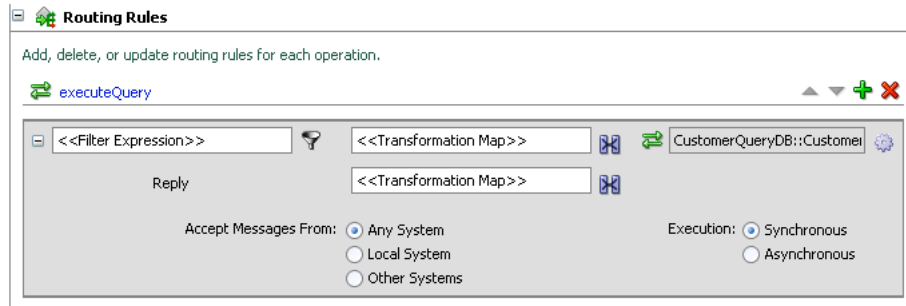 Routing Rules
Add, delete, or update routing rules for each operation.
executeQuery
<<Filter Expression>> <<Transformation Map>> CustomerQueryDB::Customer
Reply <<Transformation Map>>
Accept Messages From: Any System Execution: Synchronous
Local System Asynchronous
Other Systems